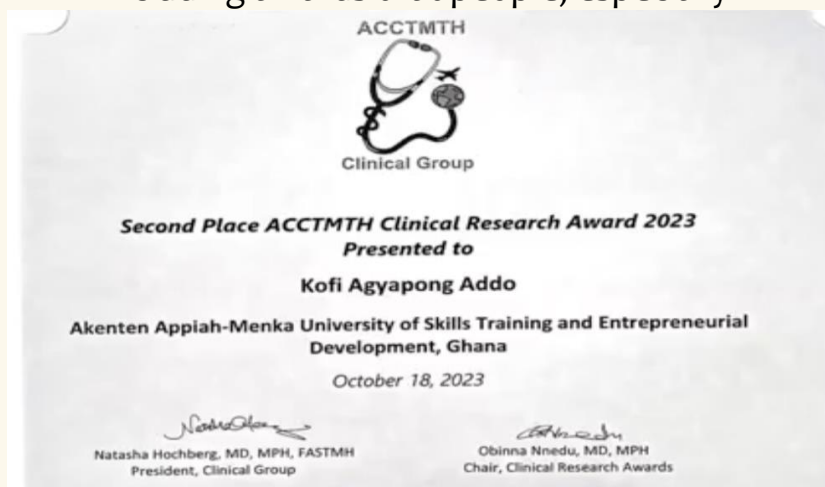 ACCTMTH
Clinical Group
Second Place ACCTMTH Clinical Research Award 2023
Presented to
Kofi Agyapong Addo
Akenten Appiah-Menka University of Skills Training and Entrepreneurial
Development, Ghana
October 18, 2023
Natasha Hochberg, MD, MPH, FASTMH
President, Clinical Group
Obinna Nnedu, MD, MPH
Chair, Clinical Research Awards